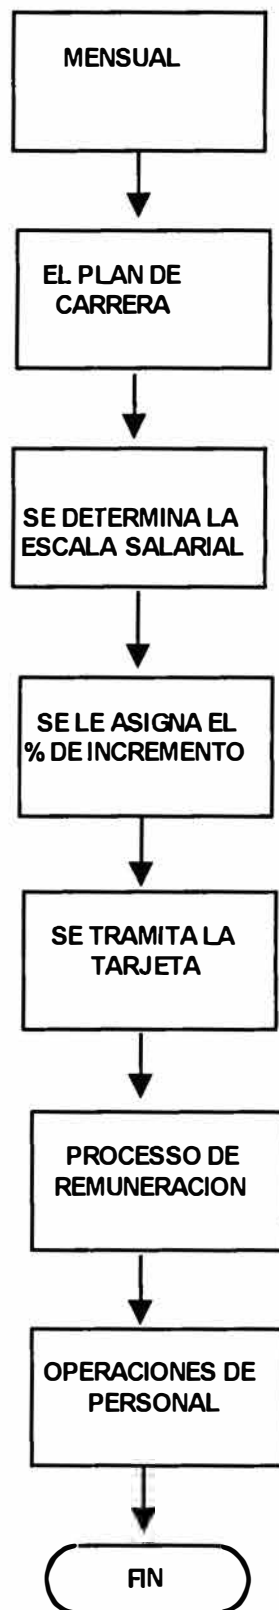 MENSUAL
EL PLAN DE
CARRERA
SE DETERMINA LA
ESCALA SALARIAL
SE LE ASIGNA EL
% DE INCREMENTO
SE TRAMITA LA
TARJETA
PROCESSO DE
REMUNERACION
OPERACIONES DE
PERSONAL
FIN